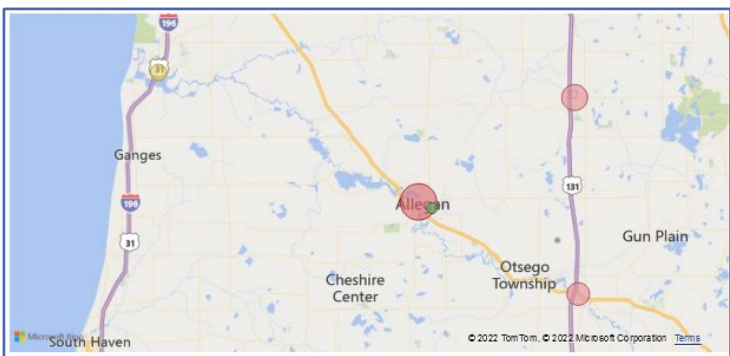 196
31
Ganges
196
31
Allegan
131
Gun Plain
Otsego
Township
Cheshire
Center
South Haven
Microsoft Bing
© 2022 TomTom, © 2022 Microsoft Corporation Terms